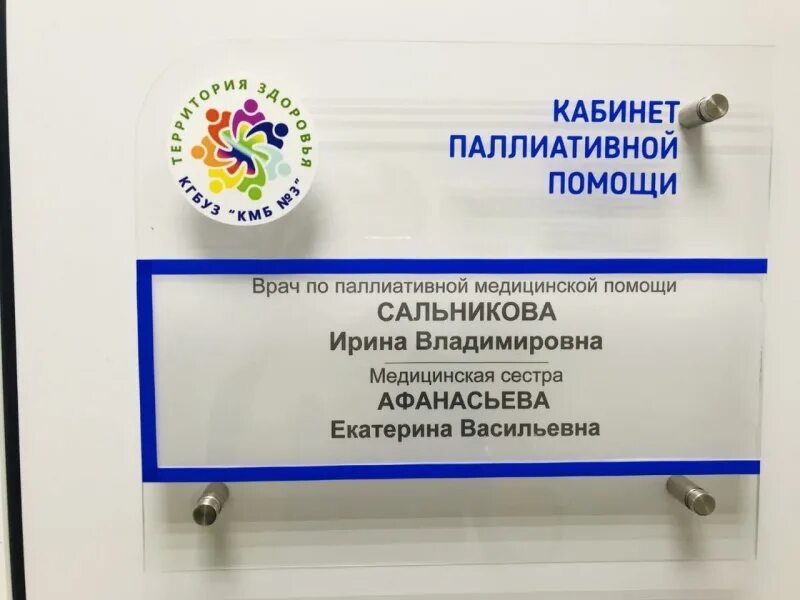 ТЕРРИТОРИЯ ЗДОРОВЬЯ
КГБУЗ "КМБ №3"
КАБИНЕТ
ПАЛЛИАТИВНОЙ
ПОМОЩИ
Врач по паллиативной медицинской помощи
САЛЬНИКОВА
Ирина Владимировна
Медицинская сестра
АФАНАСЬЕВА
Екатерина Васильевна